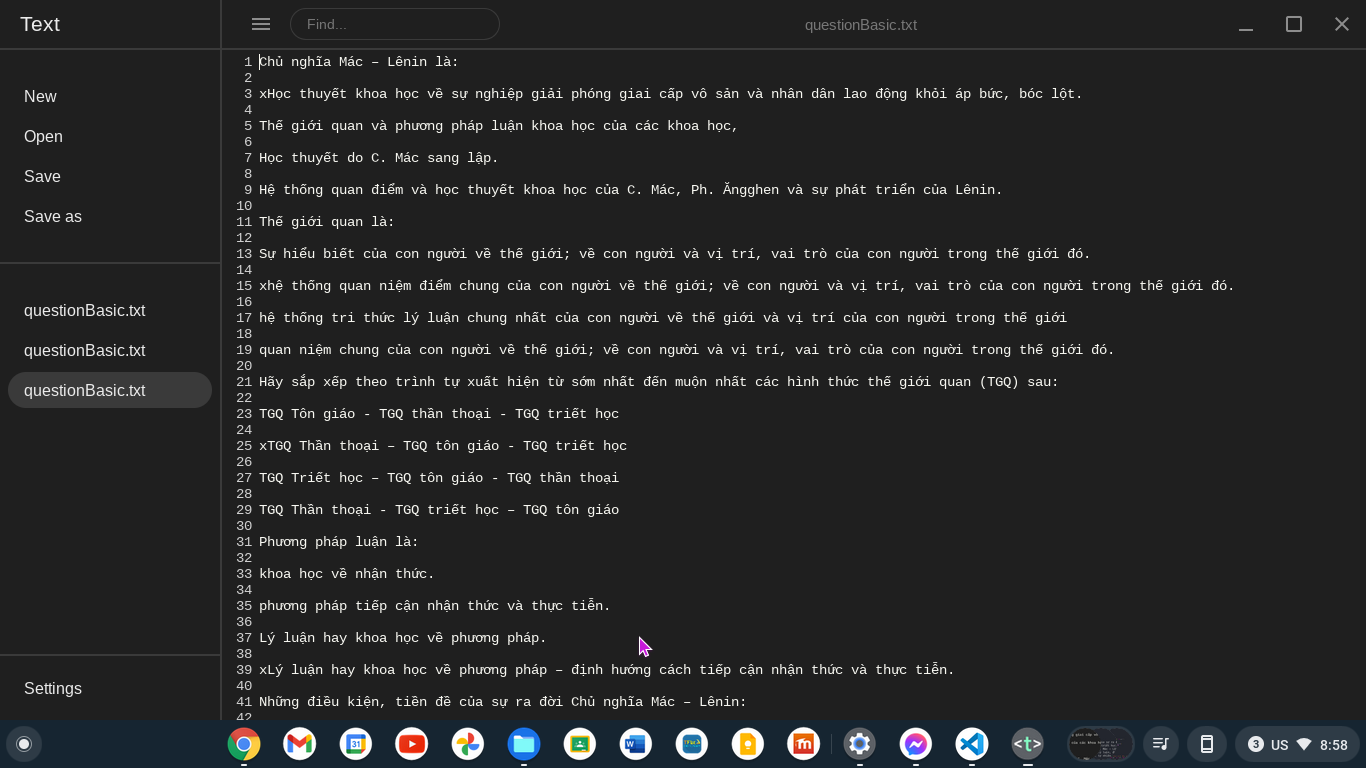 Text
Find...
questionBasic.txt
New
Open
Save
Save as
questionBasic.txt
questionBasic.txt
questionBasic.txt
Settings
1 Chủ nghĩa Mác – Lênin là:
2
3 xHọc thuyết khoa học về sự nghiệp giải phóng giai cấp vô sản và nhân dân lao động khỏi áp bức, bóc lột.
4
5 Thế giới quan và phương pháp luận khoa học của các khoa học,
6
7 Học thuyết do C. Mác sang lập.
8
9 Hệ thống quan điểm và học thuyết khoa học của C. Mác, Ph. Ăngghen và sự phát triển của Lênin.
10
11 Thế giới quan là:
12
13 Sự hiểu biết của con người về thế giới; về con người và vị trí, vai trò của con người trong thế giới đó.
14
15 xhệ thống quan niệm điểm chung của con người về thế giới; về con người và vị trí, vai trò của con người trong thế giới đó.
16
17 hệ thống tri thức lý luận chung nhất của con người về thế giới và vị trí của con người trong thế giới
18
19 quan niệm chung của con người về thế giới; về con người và vị trí, vai trò của con người trong thế giới đó.
20
21 Hãy sắp xếp theo trình tự xuất hiện từ sớm nhất đến muộn nhất các hình thức thế giới quan (TGQ) sau:
22
23 TGQ Tôn giáo - TGQ thần thoại - TGQ triết học
24
25 xTGQ Thần thoại – TGQ tôn giáo - TGQ triết học
26
27 TGQ Triết học – TGQ tôn giáo - TGQ thần thoại
28
29 TGQ Thần thoại - TGQ triết học – TGQ tôn giáo
30
31 Phương pháp luận là:
32
33 khoa học về nhận thức.
34
35 phương pháp tiếp cận nhận thức và thực tiễn.
36
37 Lý luận hay khoa học về phương pháp.
38
39 xLý luận hay khoa học về phương pháp – định hướng cách tiếp cận nhận thức và thực tiễn.
40
41 Những điều kiện, tiền đề của sự ra đời Chủ nghĩa Mác – Lênin:
42
31
W
m
<t>
3 US 8:58